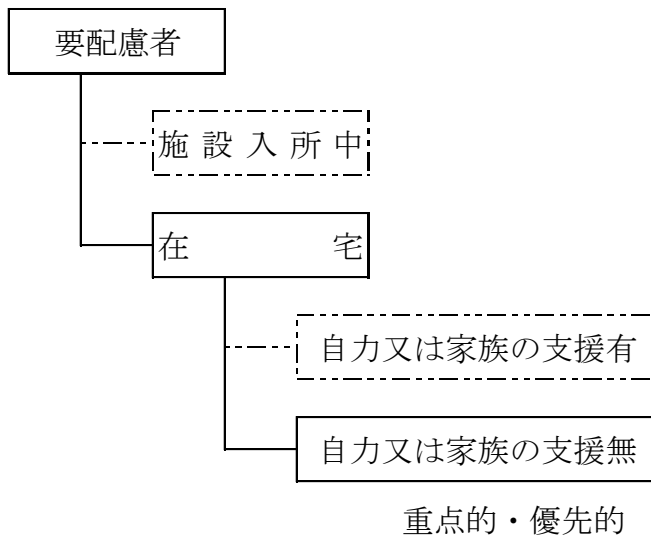 要配慮者
施設入所中
在宅
自力又は家族の支援有
自力又は家族の支援無
重点的・優先的